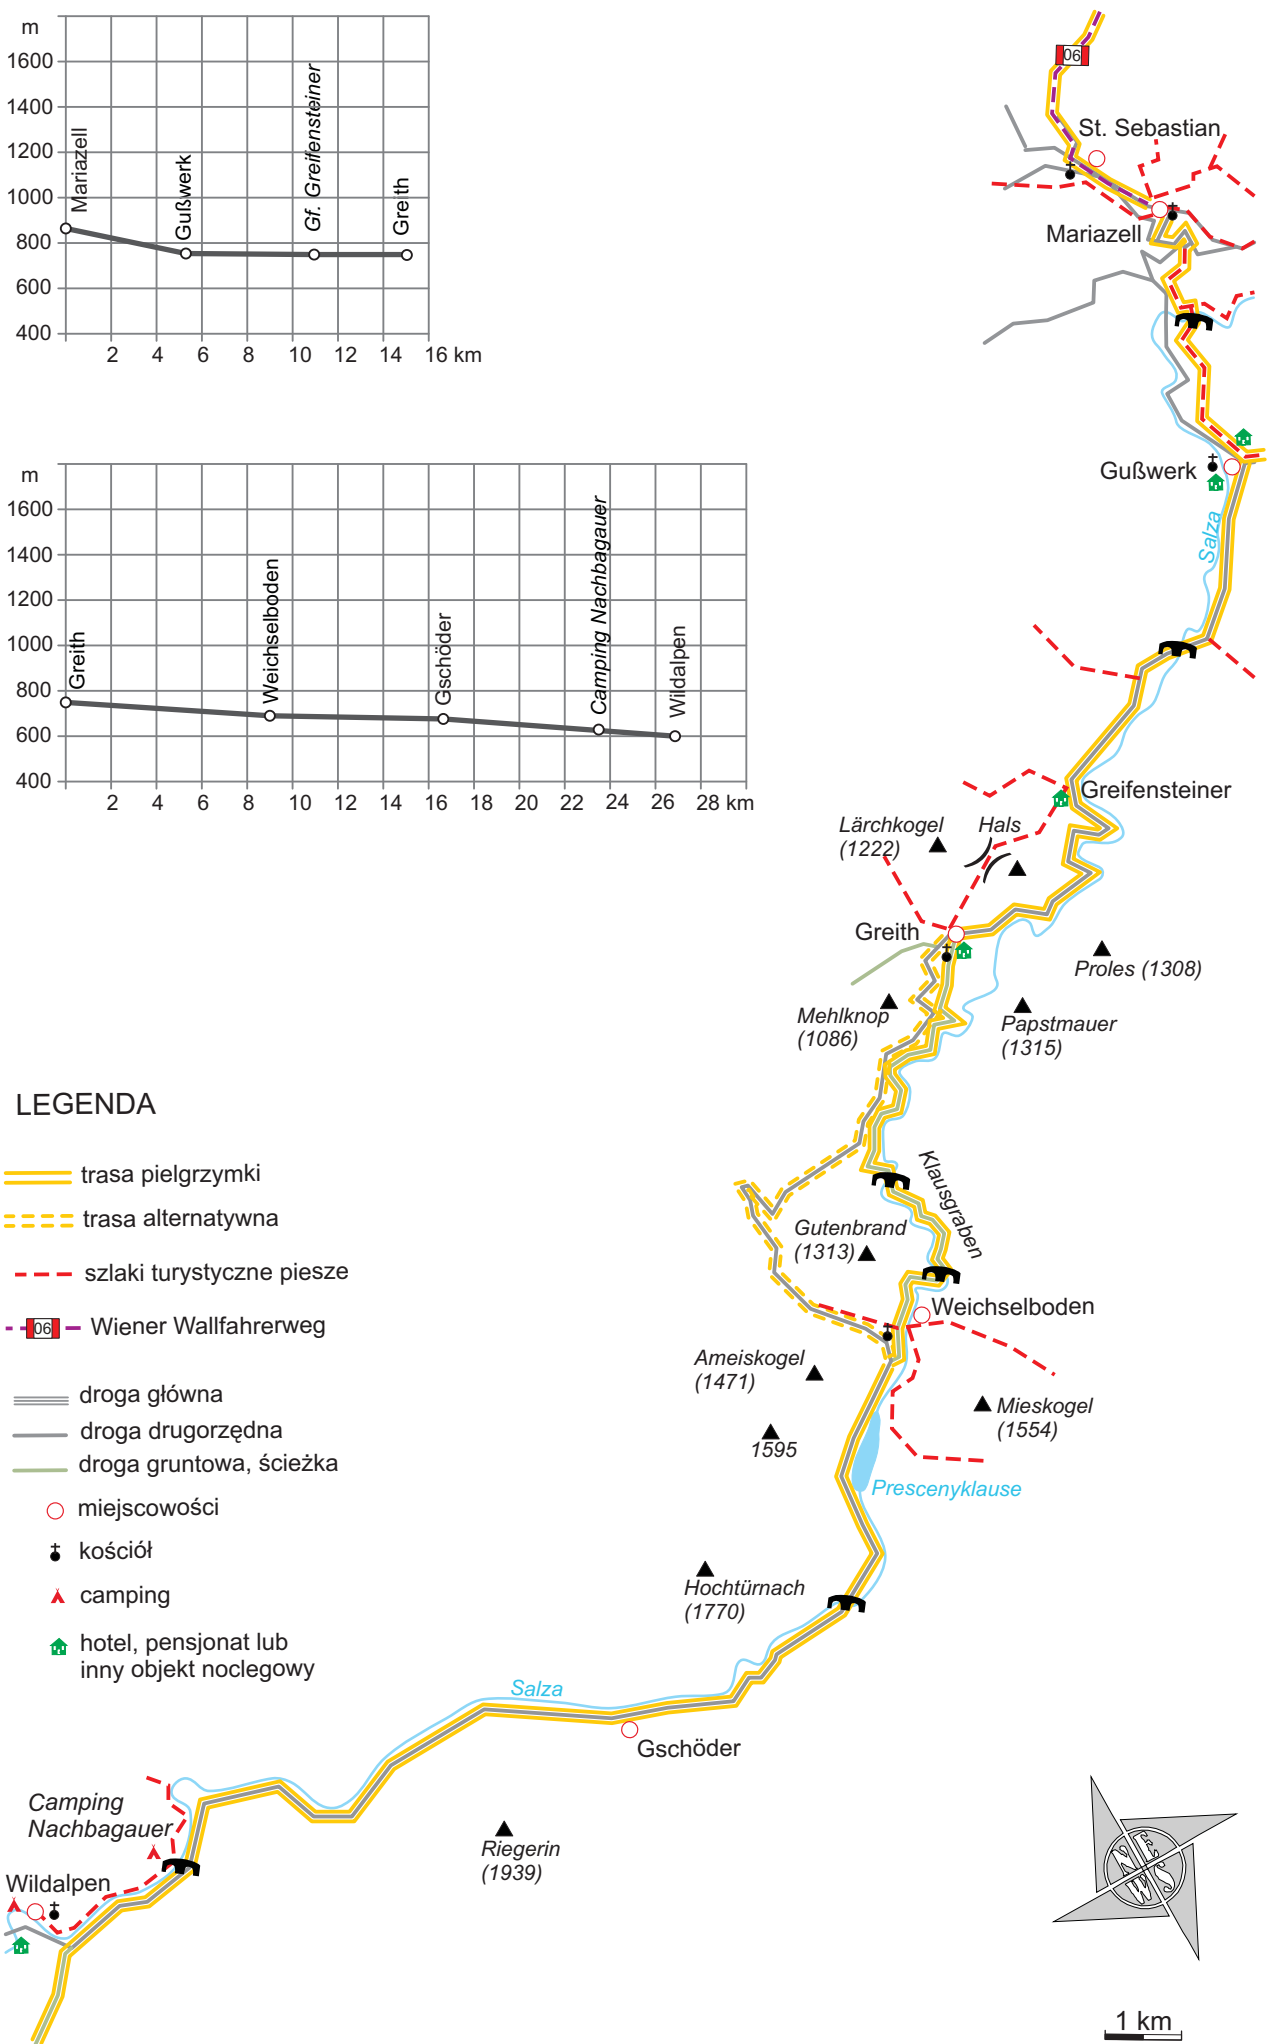 m
1600
1400
1200
1000
800
600
400
2 4 6 8 10 12 14 16 km
Mariazell
Gußwerk
Gf. Greifensteiner
Greith
m
1600
1400
1200
1000
800
600
400
2 4 6 8 10 12 14 16 18 20 22 24 26 28 km
Greith
Weichselboden
Gschöder
Camping Nachbagauer
Wildalpen
06
St. Sebastian
Mariazell
Gußwerk
Salza
Greifensteiner
Lärchkogel
(1222)
Hals
Greith
Proles (1308)
Mehlknop
(1086)
Papstmauer
(1315)
Klausgraben
Gutenbrand
(1313)
Weichselboden
Ameiskogel
(1471)
Mieskogel
(1554)
1595
Prescenyklause
Hochtürnach
(1770)
Salza
Gschöder
Camping
Nachbagauer
Riegerin
(1939)
Wildalpen
LEGENDA
trasa pielgrzymki
trasa alternatywna
szlaki turystyczne piesze
06 Wiener Wallfahrerweg
droga główna
droga drugorzędna
droga gruntowa, ścieżka
miejscowości
kościół
camping
hotel, pensjonat lub
inny objekt noclegowy
N
E
S
W
1 km